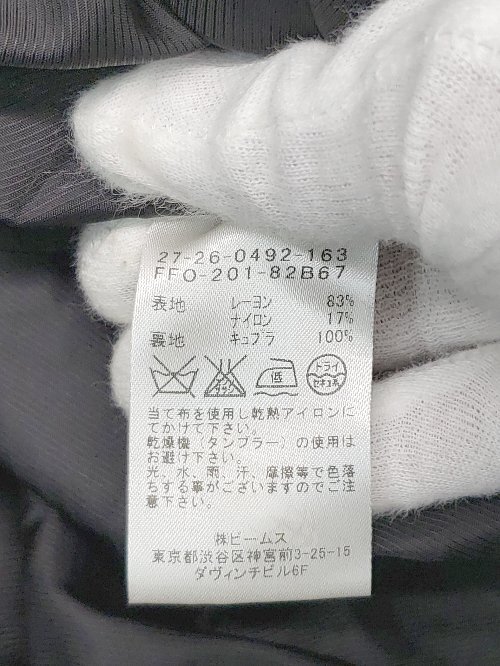 27-26-0492-163
FFO-201-82B67
表地 レーヨン 83%
ナイロン 17%
裏地 キュプラ 100%
エンソサラシ 低 ドライ セキユ系
当て布を使用し乾熱アイロンに
てかけて下さい。
乾燥機(タンブラー)の使用は
お避け下さい。
光、水、雨、汗、摩擦等で色落
ちする事がございますのでご注
意下さい。
株ビームス
東京都渋谷区神宮前3-25-15
ダヴィンチビル6F